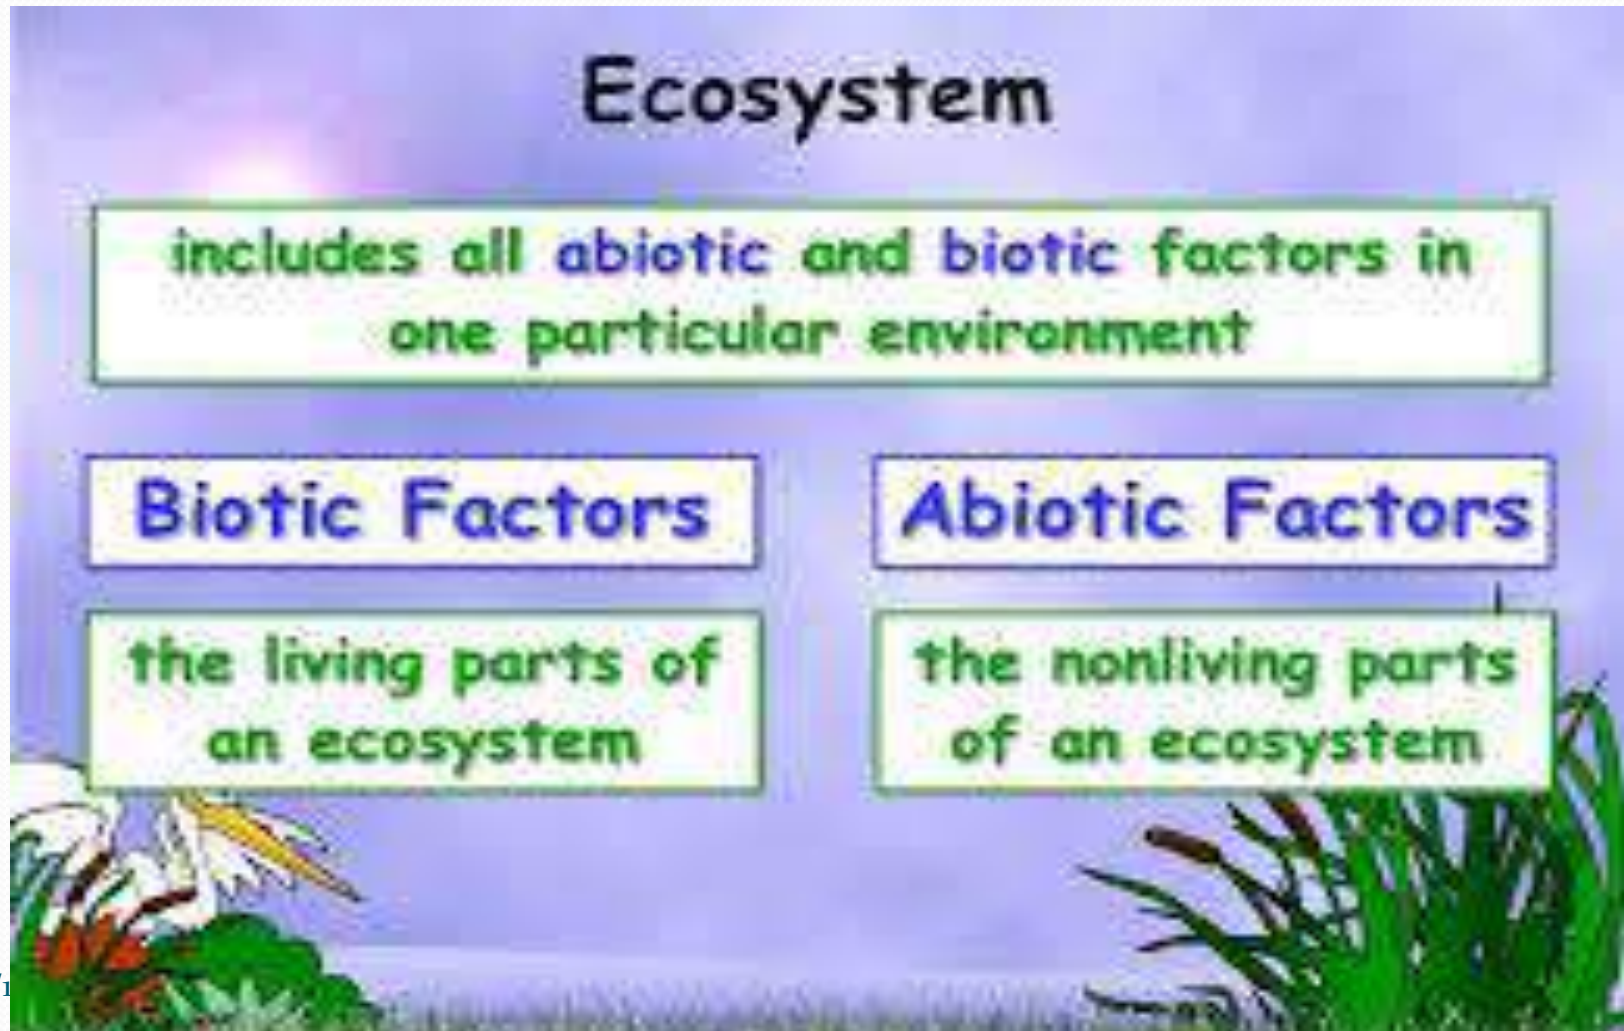 Ecosystem
includes all abiotic and biotic factors in
one particular environment
Biotic Factors
Abiotic Factors
the living parts of
an ecosystem
the nonliving parts
of an ecosystem